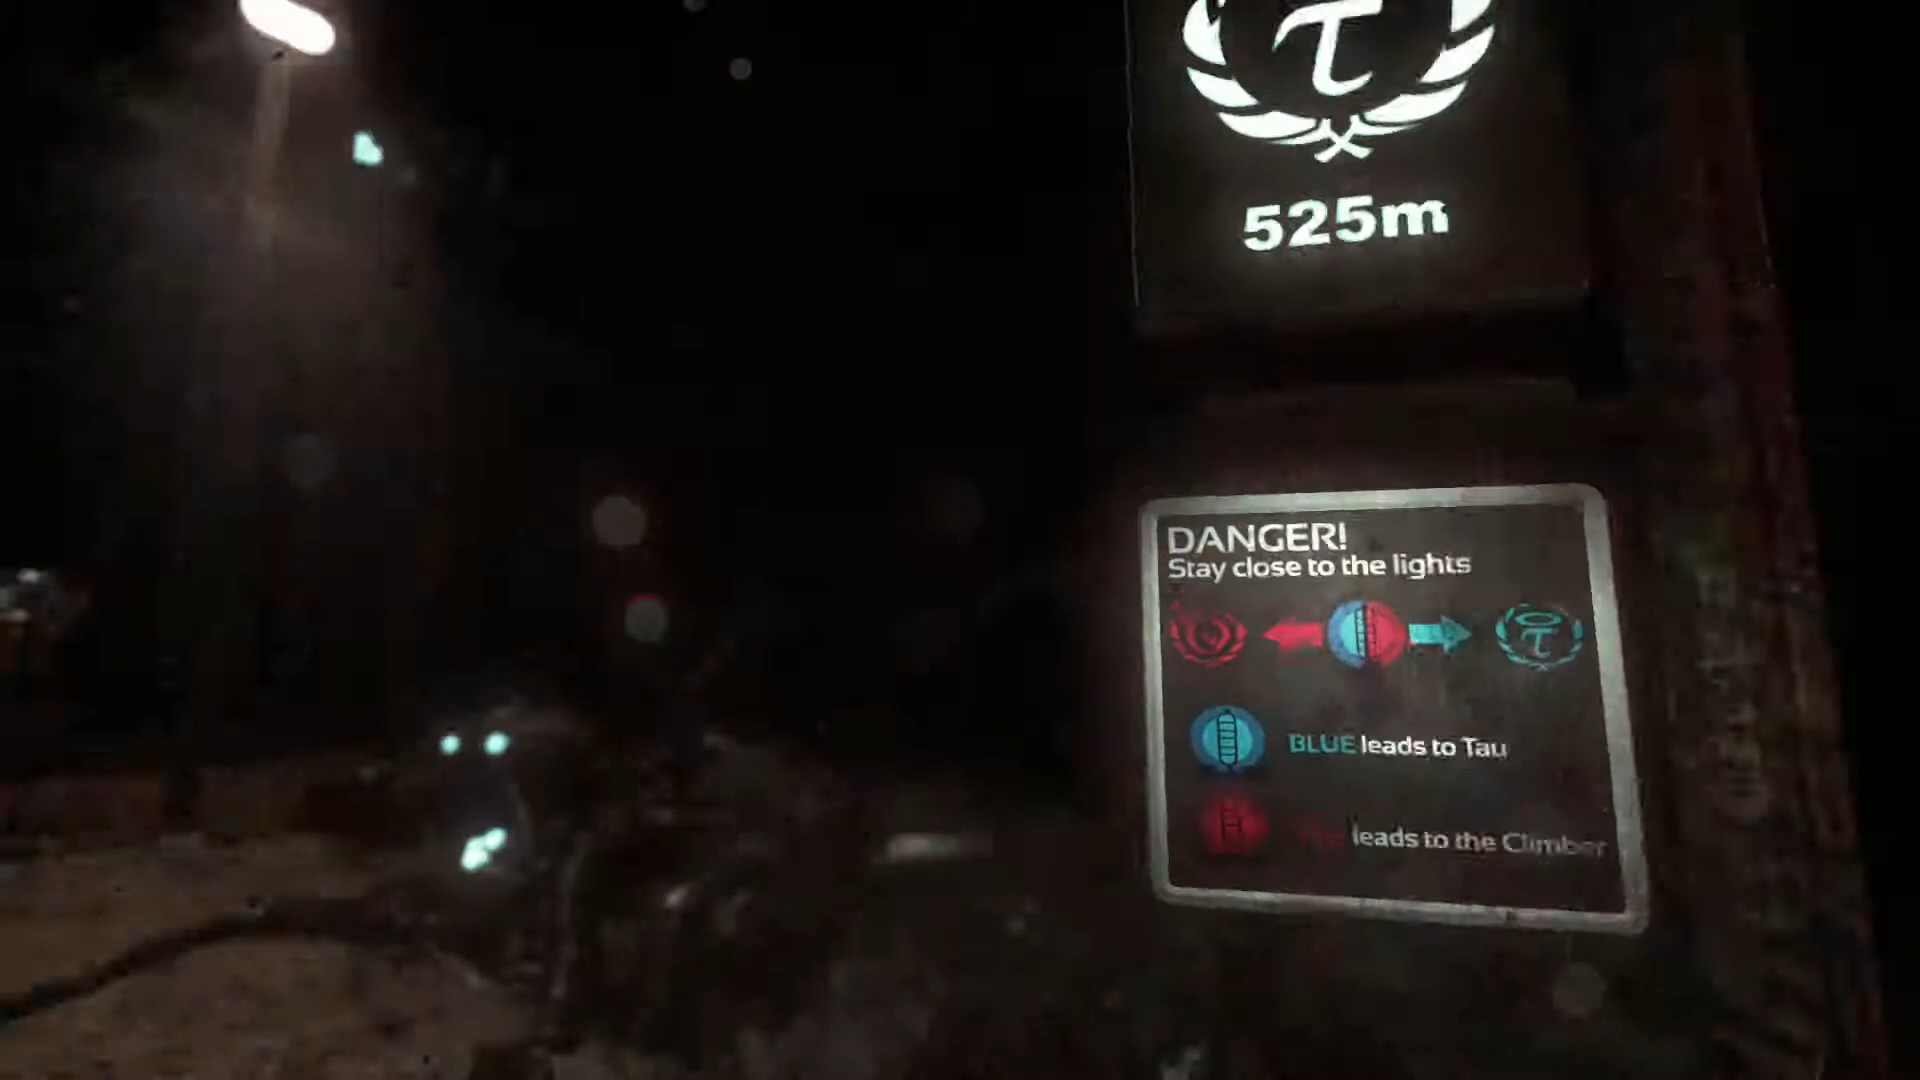 τ
525m
DANGER!
Stay close to the lights
τ
BLUE leads to Tau
leads to the Climber